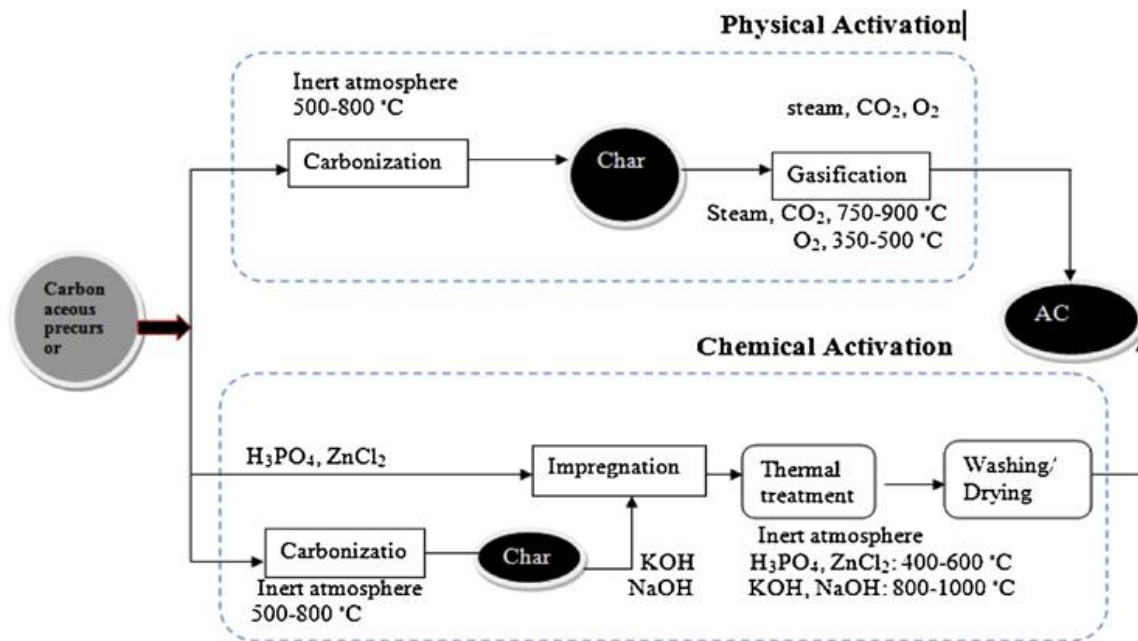 Physical Activation
Inert atmosphere
500-800 °C
steam, CO₂, O₂
Carbonization
Char
Gasification
Steam, CO₂, 750-900 °C
O₂, 350-500 °C
Carbon
aceous
precurs
or
AC
Chemical Activation
H₃PO₄, ZnCl₂
Impregnation
Thermal
treatment
Washing/
Drying
Carbonizatio
Char
KOH
NaOH
Inert atmosphere
500-800 °C
Inert atmosphere
H₃PO₄, ZnCl₂: 400-600 °C
KOH, NaOH: 800-1000 °C